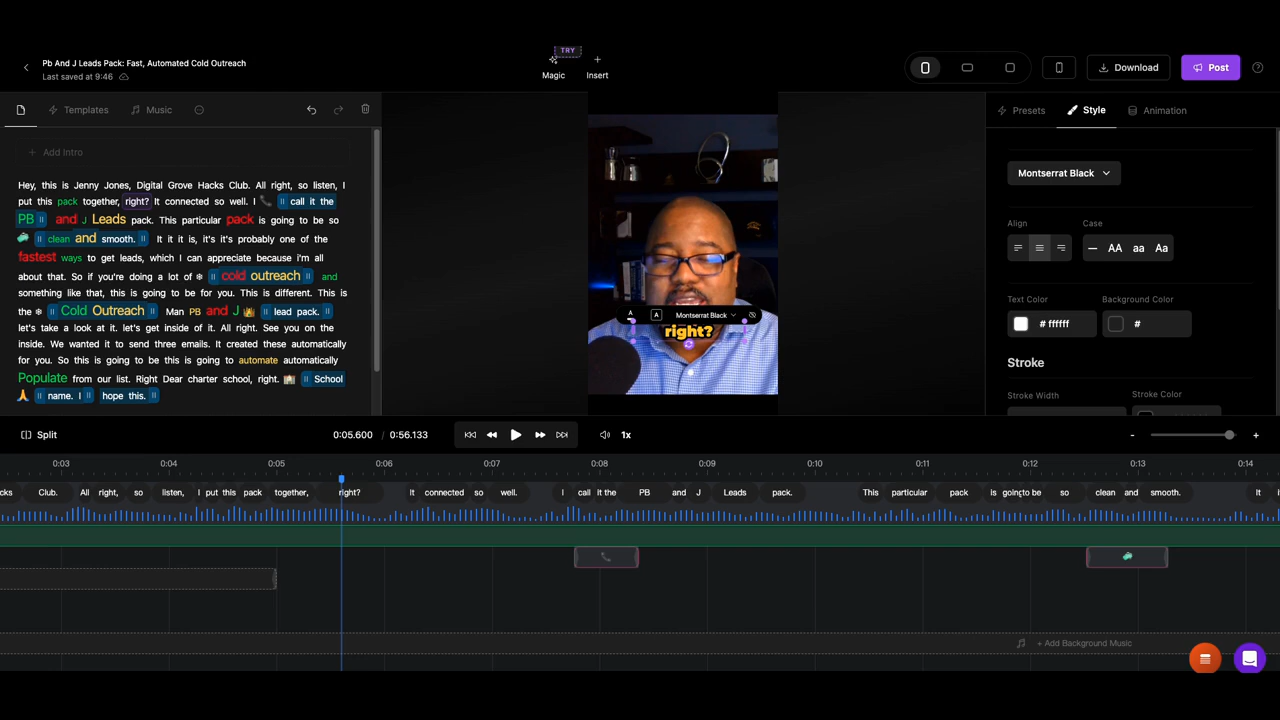 TRY
Pb And J Leads Pack: Fast, Automated Cold Outreach
Last saved at 9:46
Magic
Insert
Download
Post
Templates
Music
Presets
Style
Animation
Add Intro
Hey, this is Jenny Jones, Digital Grove Hacks Club. All right, so listen, I
put this pack together, right? It connected so well. I call it the
PB and J Leads pack. This particular pack is going to be so
clean and smooth. It it it is, it's it's probably one of the
fastest ways to get leads, which I can appreciate because i'm all
about that. So if you're doing a lot of cold outreach and
something like that, this is going to be for you. This is different. This is
the Cold Outreach Man PB and J lead pack.
let's take a look at it. let's get inside of it. All right. See you on the
inside. We wanted it to send three emails. It created these automatically
for you. So this is going to be this is going to automate automatically
Populate from our list. Right Dear charter school, right. School
name. I hope this.
A A Montserrat Black
right?
Montserrat Black
Align Case
— AA aa Aa
Text Color Background Color
# ffffff #
Stroke
Stroke Width Stroke Color
Split
0:05.600 / 0:56.133
1x
- +
0:03 0:04 0:05 0:06 0:07 0:08 0:09 0:10 0:11 0:12 0:13 0:14
cks Club. All right, so listen, I put this pack together, right? It connected so well. I call it the PB and J Leads pack. This particular pack is going to be so clean and smooth. It
+ Add Background Music